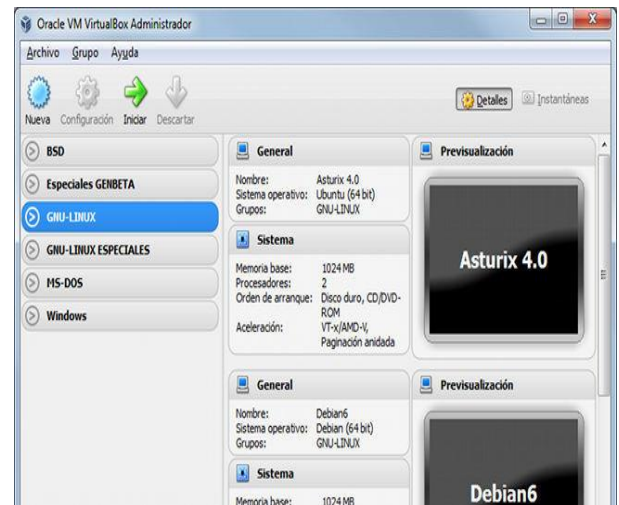 Oracle VM VirtualBox Administrador
Archivo Grupo Ayuda
Nueva Configuración Iniciar Descartar
Detalles Instantáneas
BSD
Especiales GENBETA
GNU-LINUX
GNU-LINUX ESPECIALES
MS-DOS
Windows
General
Nombre: Asturix 4.0
Sistema operativo: Ubuntu (64 bit)
Grupos: GNU-LINUX
Sistema
Memoria base: 1024 MB
Procesadores: 2
Orden de arranque: Disco duro, CD/DVD-
ROM
Aceleración: VT-x/AMD-V,
Paginación anidada
Previsualización
Asturix 4.0
General
Nombre: Debian6
Sistema operativo: Debian (64 bit)
Grupos: GNU-LINUX
Sistema
Memoria base: 1024 MB
Previsualización
Debian6